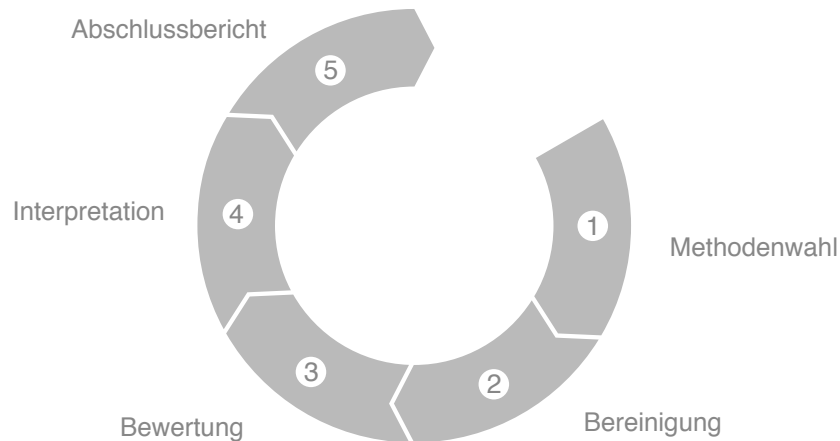 Abschlussbericht
5
Interpretation
4
1
Methodenwahl
3
2
Bewertung
Bereinigung